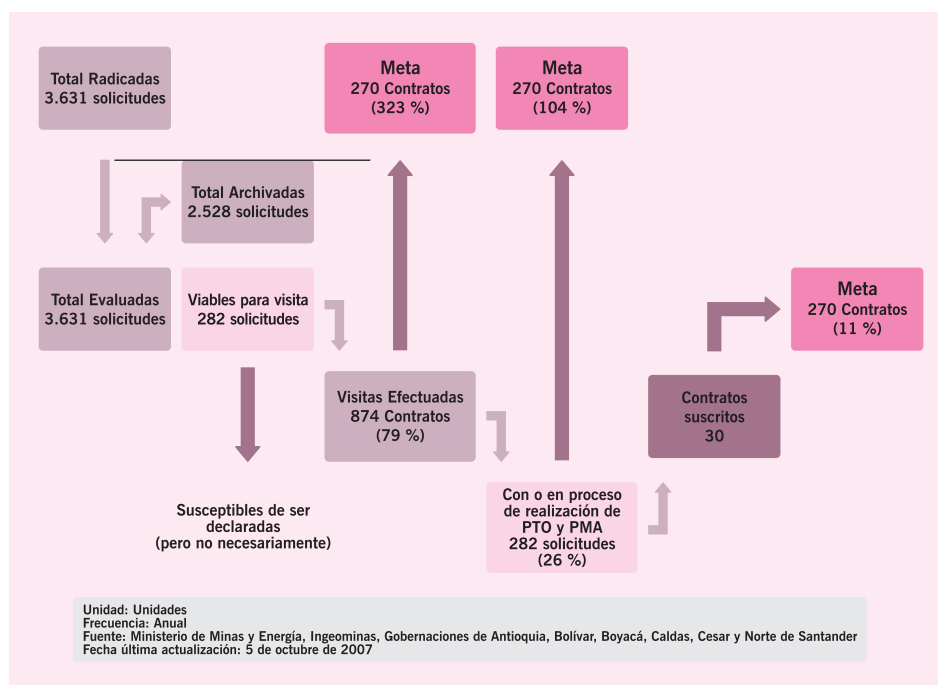 Total Radicadas
3.631 solicitudes
Meta
270 Contratos
(323 %)
Meta
270 Contratos
(104 %)
Total Archivadas
2.528 solicitudes
Total Evaluadas
3.631 solicitudes
Viables para visita
282 solicitudes
Meta
270 Contratos
(11 %)
Visitas Efectuadas
874 Contratos
(79 %)
Contratos
suscritos
30
Susceptibles de ser
declaradas
(pero no necesariamente)
Con o en proceso
de realización de
PTO y PMA
282 solicitudes
(26 %)
Unidad: Unidades
Frecuencia: Anual
Fuente: Ministerio de Minas y Energía, Ingeominas, Gobernaciones de Antioquia, Bolívar, Boyacá, Caldas, Cesar y Norte de Santander
Fecha última actualización: 5 de octubre de 2007